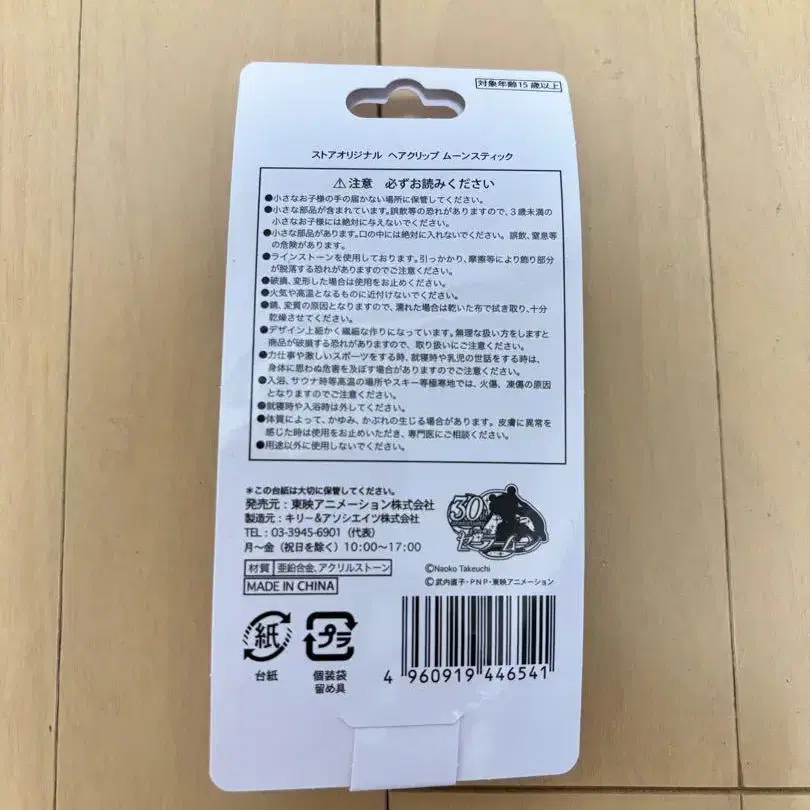 対象年齢15歳以上
ストアオリジナル ヘアクリップ ムーンスティック
⚠注意 必ずお読みください
●小さなお子様の手の届かない場所に保管してください。
●小さな部品が含まれています。誤飲等の恐れがありますので、3歳未満の
小さなお子様には絶対に与えないでください。
●小さな部品があります。口の中には絶対に入れないでください。誤飲、窒息等
の危険があります。
●ラインストーンを使用しております。引っかかり、摩擦等により飾り部分
が脱落する恐れがありますのでご注意ください。
●破損、変形した場合は使用をお止めください。
●火気や高温となるものに近付けないでください。
●錆、変質の原因となりますので、濡れた場合は乾いた布で拭き取り、十分
乾燥させてください。
●デザイン上細かく繊細な作りになっています。無理な扱い方をしますと
商品が破損する恐れがありますので、取り扱いにご注意ください。
●力仕事や激しいスポーツをする時、就寝時や乳児の世話をする時は、
身体に思わぬ危害を及ぼす場合がありますのでご注意ください。
●入浴、サウナ時等高温の場所やスキー等極寒地では、火傷、凍傷の原因
となりますのでご注意ください。
●就寝時や入浴時は外してください。
●体質によって、かゆみ、かぶれの生じる場合があります。皮膚に異常を
感じた時は使用をお止めいただき、専門医にご相談ください。
●用途以外に使用しないでください。
＊この台紙は大切に保管してください。
発売元：東映アニメーション株式会社
製造元：キリー&アソシエイツ株式会社
TEL：03-3945-6901（代表）
月〜金（祝日を除く）10:00〜17:00
材質 亜鉛合金、アクリルストーン
MADE IN CHINA
30
セーラームーン
©Naoko Takeuchi
©武内直子・PNP・東映アニメーション
紙
台紙
プラ
個装袋
留め具
4 960919 446541